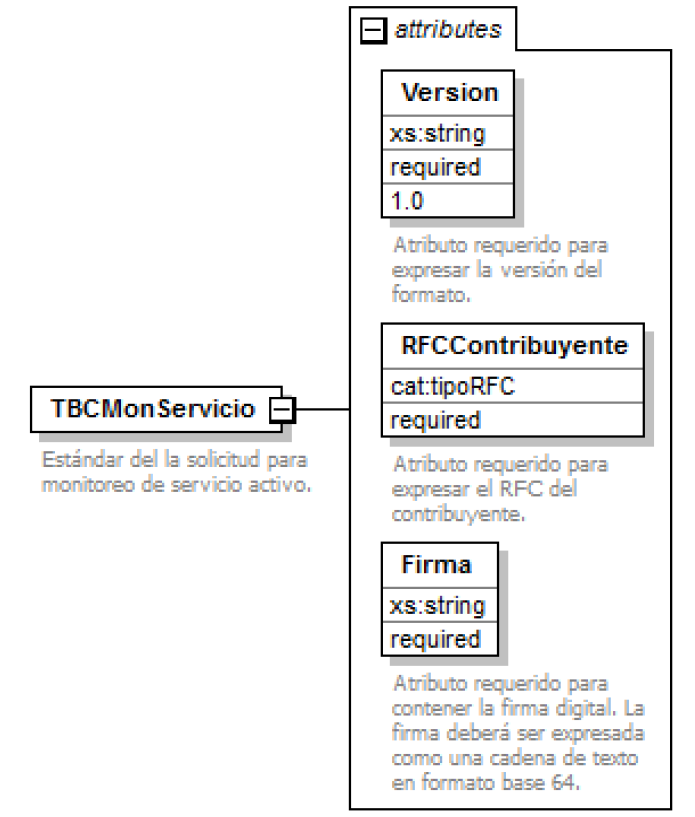 attributes
Version
xs:string
required
1.0
Atributo requerido para
expresar la versión del
formato.
RFCContribuyente
cat:tipoRFC
required
Atributo requerido para
expresar el RFC del
contribuyente.
TBCMonServicio
Estándar del la solicitud para
monitoreo de servicio activo.
Firma
xs:string
required
Atributo requerido para
contener la firma digital. La
firma deberá ser expresada
como una cadena de texto
en formato base 64.